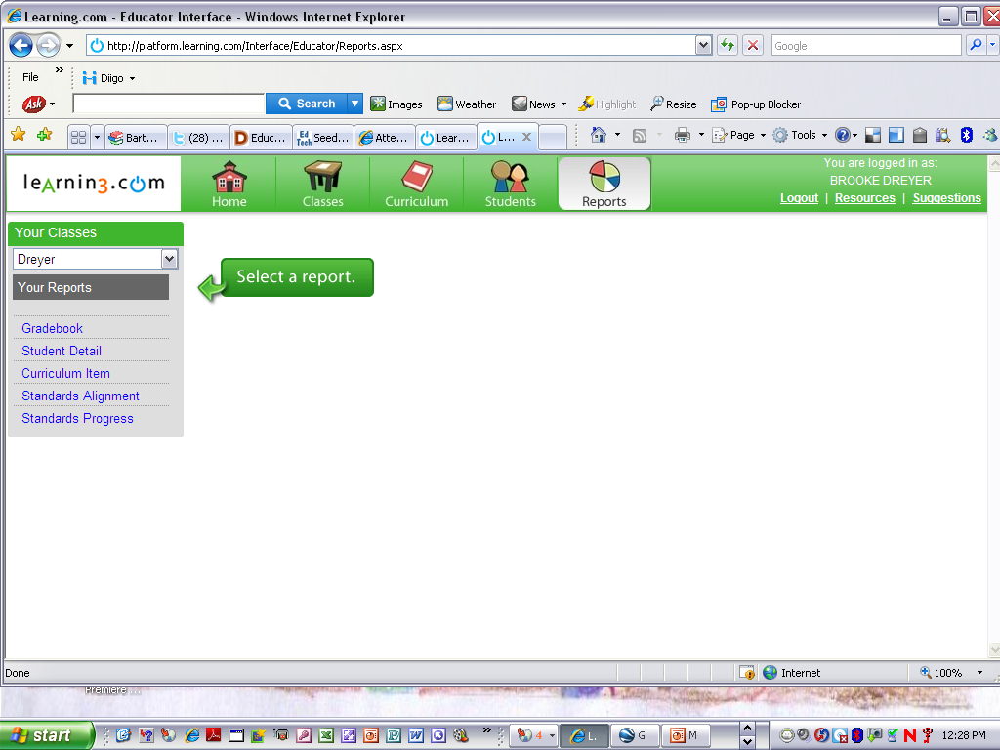 Learning.com - Educator Interface - Windows Internet Explorer
http://platform.learning.com/Interface/Educator/Reports.aspx
Google
File » Diigo
Ask Search Images Weather News Highlight Resize Pop-up Blocker
Bart... (28) ... Educ... Ed Tech Seed... Atte... Lear... L... Page Tools
leArnin3.com
Home Classes Curriculum Students Reports
You are logged in as:
BROOKE DREYER
Logout | Resources | Suggestions
Your Classes
Dreyer
Your Reports
Select a report.
Gradebook
Student Detail
Curriculum Item
Standards Alignment
Standards Progress
Done Internet 100%
Premiere ...
start » 4 L. G M 12:28 PM